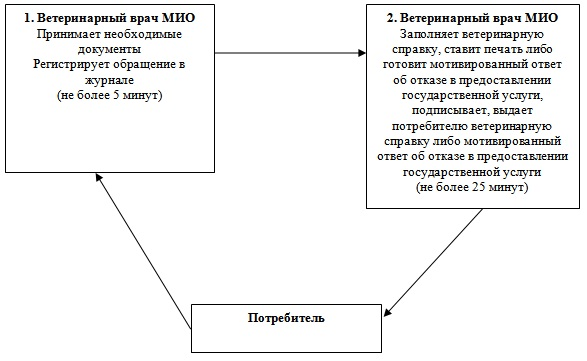 1. Ветеринарный врач МИО
Принимает необходимые
документы
Регистрирует обращение в
журнале
(не более 5 минут)
2. Ветеринарный врач МИО
Заполняет ветеринарную
справку, ставит печать либо
готовит мотивированный ответ
об отказе в предоставлении
государственной услуги,
подписывает, выдает
потребителю ветеринарную
справку либо мотивированный
ответ об отказе в предоставлении
государственной услуги
(не более 25 минут)
Потребитель